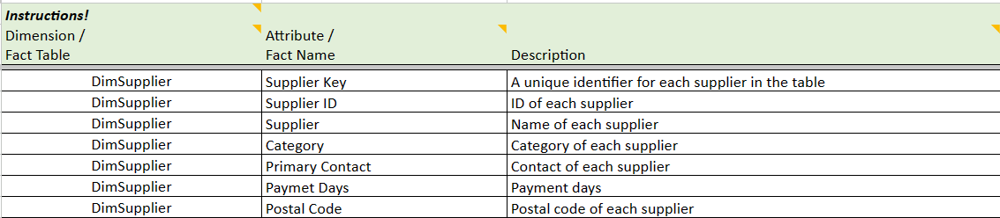 Instructions!
Dimension / Attribute /
Fact Table Fact Name Description
DimSupplier Supplier Key A unique identifier for each supplier in the table
DimSupplier Supplier ID ID of each supplier
DimSupplier Supplier Name of each supplier
DimSupplier Category Category of each supplier
DimSupplier Primary Contact Contact of each supplier
DimSupplier Paymet Days Payment days
DimSupplier Postal Code Postal code of each supplier